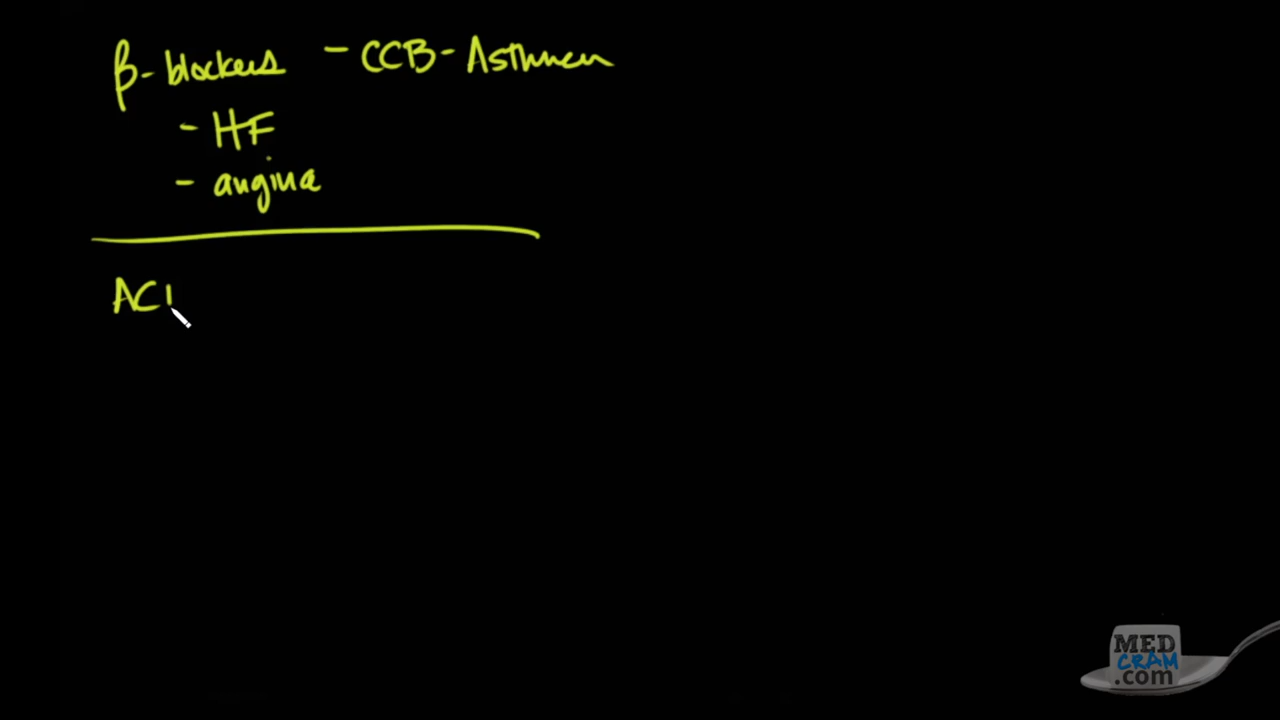 β-blockers - CCB - Asthma
- HF
- angina
ACI
MED
CRAM
.com